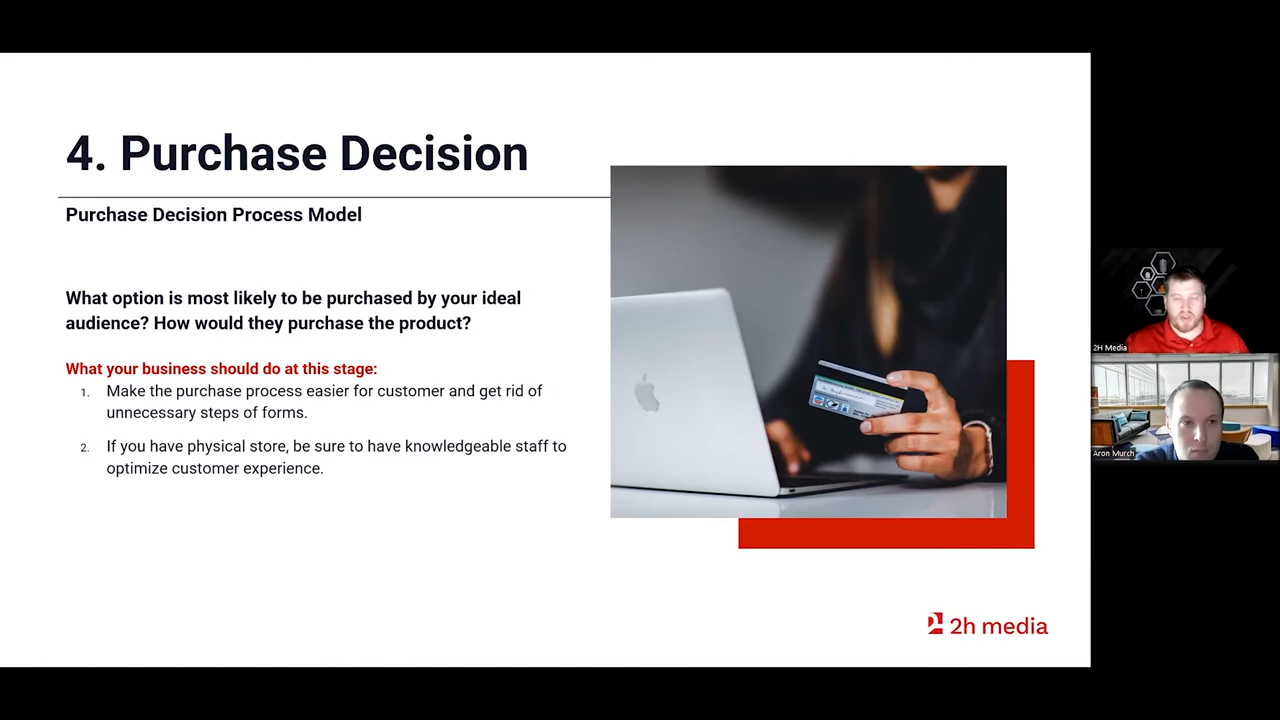 4. Purchase Decision
Purchase Decision Process Model
What option is most likely to be purchased by your ideal
audience? How would they purchase the product?
What your business should do at this stage:
1. Make the purchase process easier for customer and get rid of
unnecessary steps of forms.
2. If you have physical store, be sure to have knowledgeable staff to
optimize customer experience.
2h media
2H Media
Aron Murch